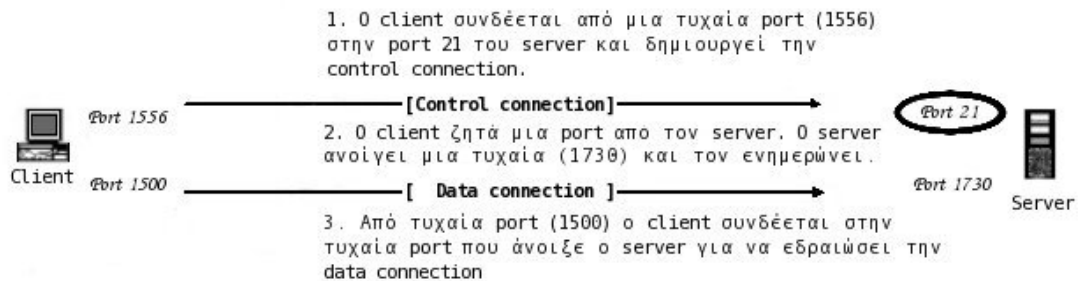 1. Ο client συνδέεται από μια τυχαία port (1556)
στην port 21 του server και δημιουργεί την
control connection.
[Control connection]
Port 1556
Port 21
2. Ο client ζητά μια port από τον server. Ο server
ανοίγει μια τυχαία (1730) και τον ενημερώνει.
Client
Port 1500
[ Data connection ]
Port 1730
Server
3. Από τυχαία port (1500) ο client συνδέεται στην
τυχαία port που άνοιξε ο server για να εδραιώσει την
data connection